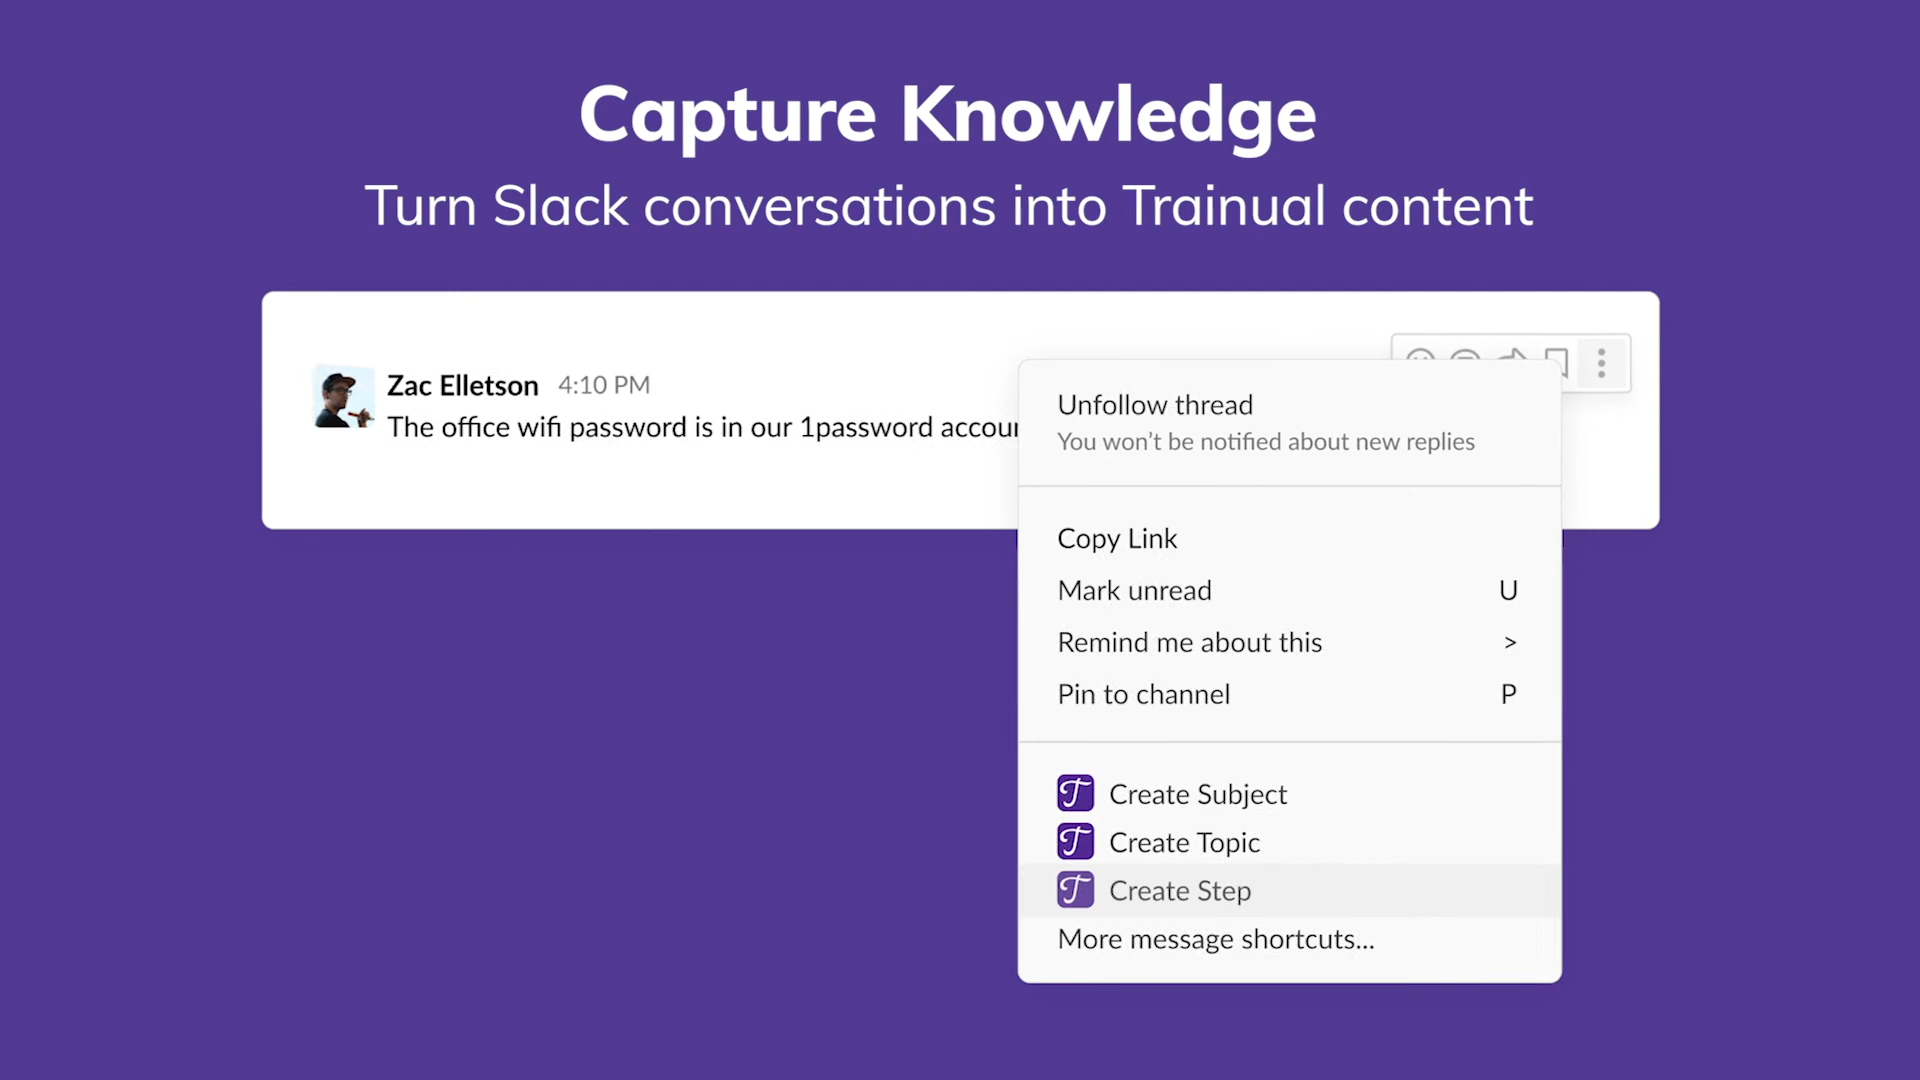 Capture Knowledge
Turn Slack conversations into Trainual content
Zac Elletson 4:10 PM
The office wifi password is in our 1password
Unfollow thread
You won't be notified about new replies
Copy Link
Mark unread U
Remind me about this >
Pin to channel P
Create Subject
Create Topic
Create Step
More message shortcuts...